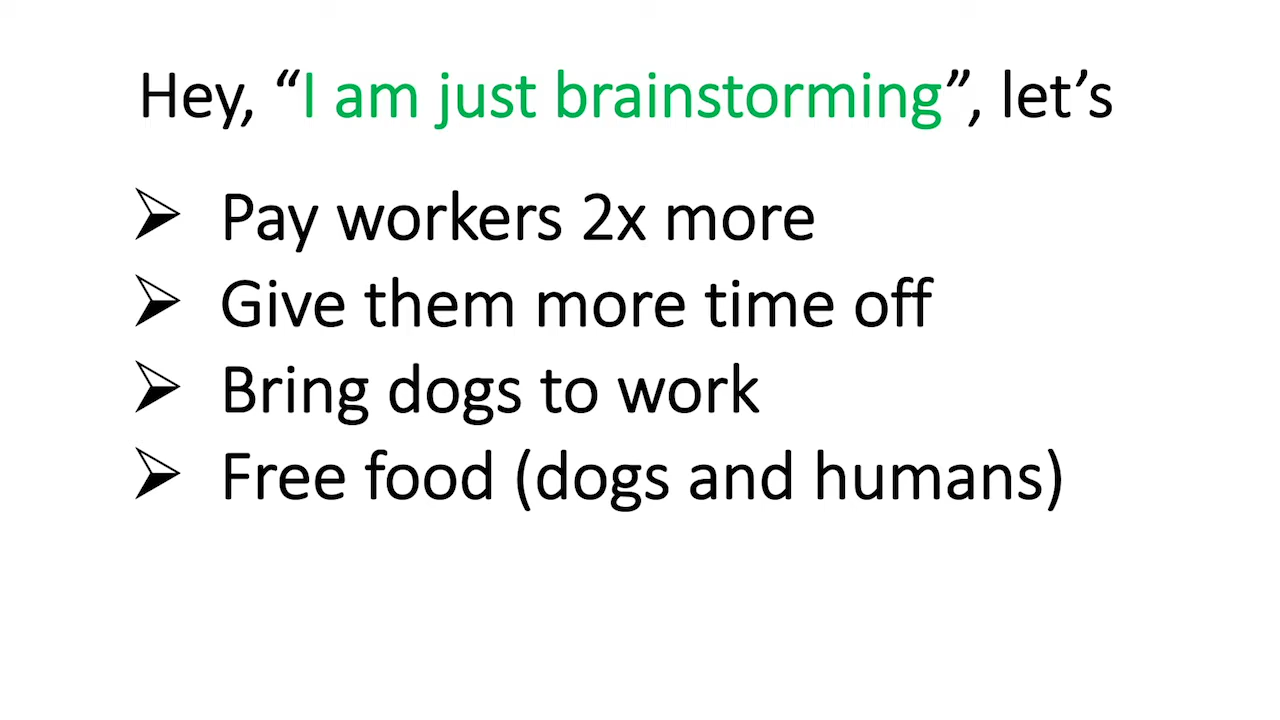 Hey, “I am just brainstorming”, let’s
➢ Pay workers 2x more
➢ Give them more time off
➢ Bring dogs to work
➢ Free food (dogs and humans)